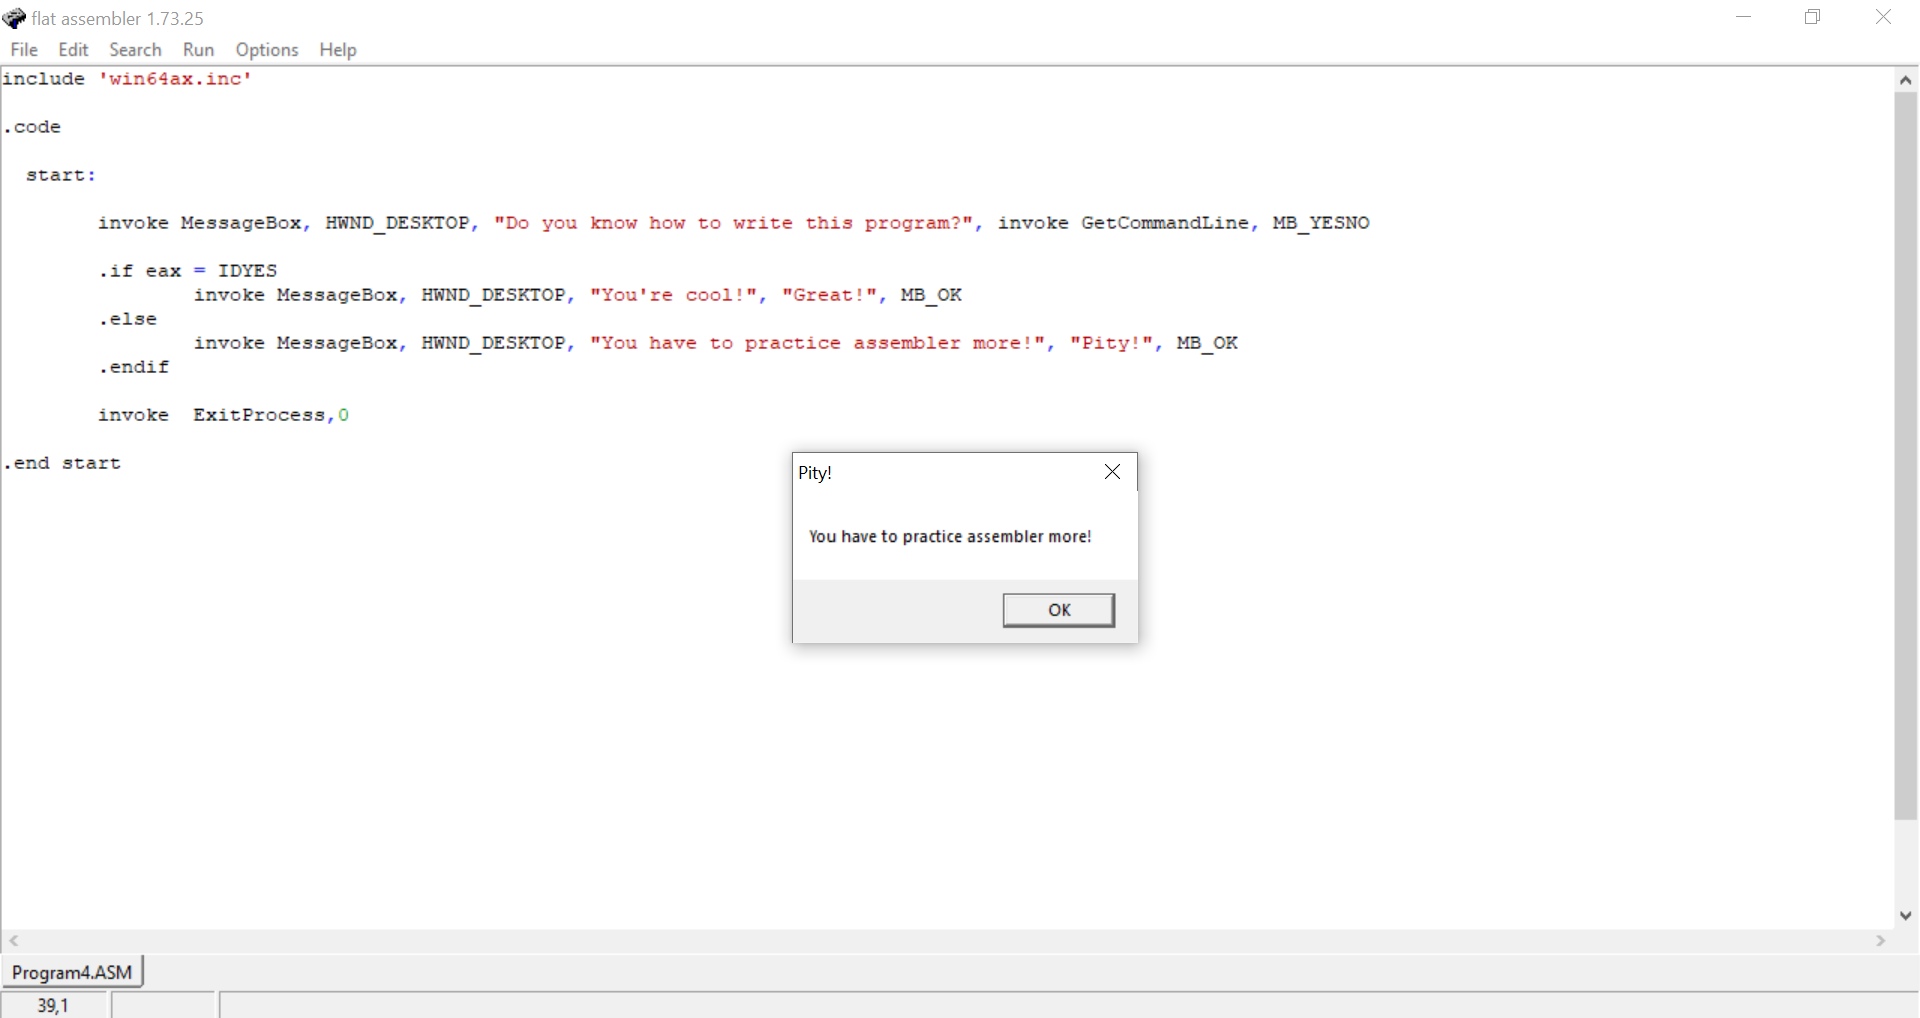 flat assembler 1.73.25
File Edit Search Run Options Help
include 'win64ax.inc'
.code
start:
invoke MessageBox, HWND_DESKTOP, "Do you know how to write this program?", invoke GetCommandLine, MB_YESNO
.if eax = IDYES
invoke MessageBox, HWND_DESKTOP, "You're cool!", "Great!", MB_OK
.else
invoke MessageBox, HWND_DESKTOP, "You have to practice assembler more!", "Pity!", MB_OK
.endif
invoke ExitProcess,0
.end start
Pity!
You have to practice assembler more!
OK
Program4.ASM
39,1